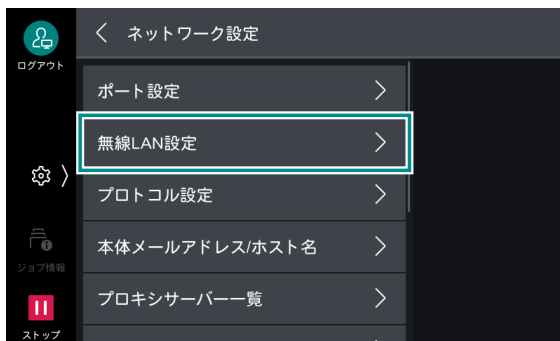 ネットワーク設定
ログアウト
ポート設定
無線LAN設定
プロトコル設定
本体メールアドレス/ホスト名
ジョブ情報
プロキシサーバー一覧
ストップ